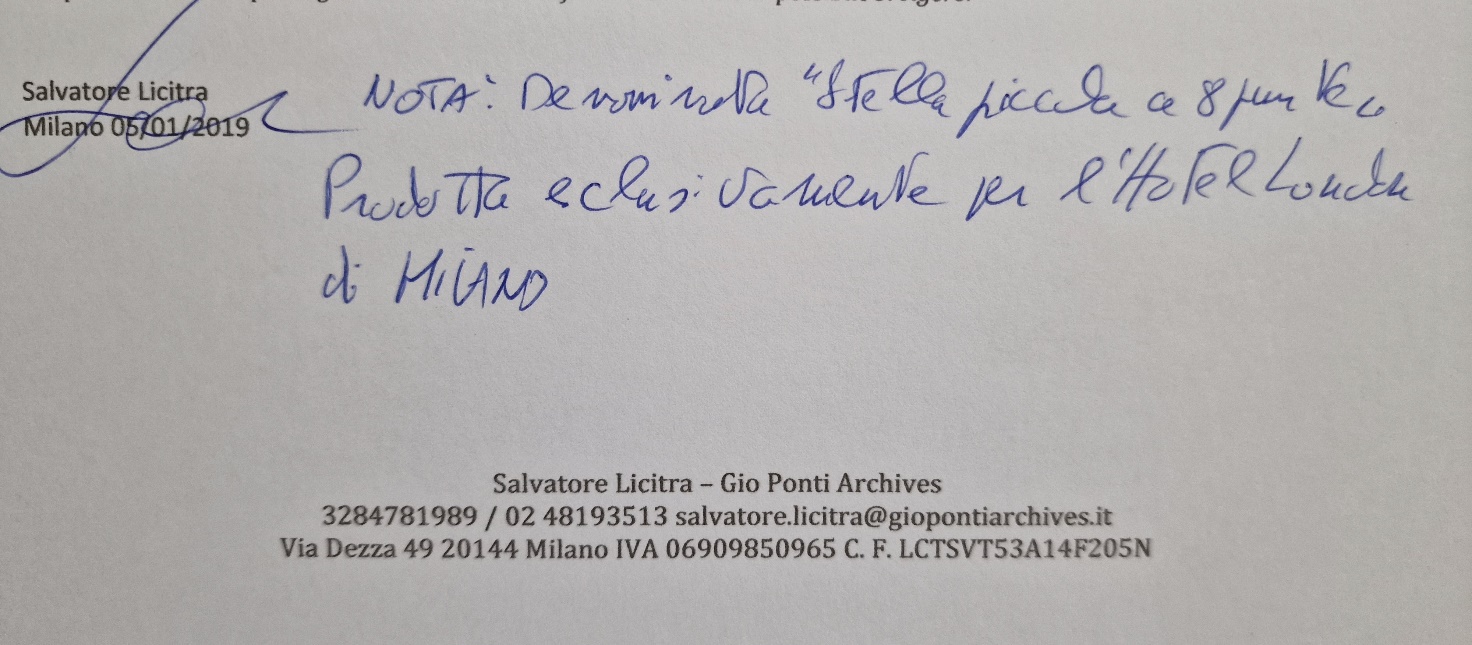 Salvatore Licitra
Milano 05/01/2019
NOTA: Denominata "Stella piccola a 8 punte
Prodotta esclusivamente per l'Hotel Londra
di MILANO
Salvatore Licitra – Gio Ponti Archives
3284781989 / 02 48193513 salvatore.licitra@giopontiarchives.it
Via Dezza 49 20144 Milano IVA 06909850965 C. F. LCTSVT53A14F205N